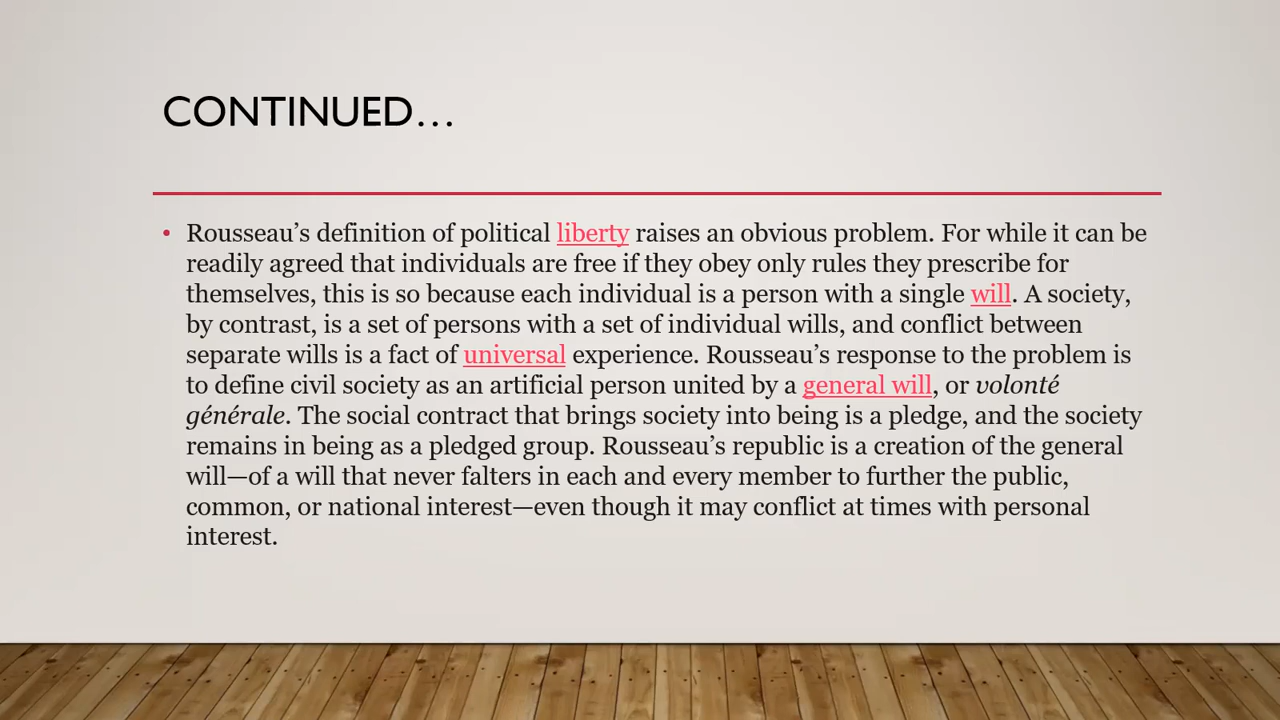 CONTINUED…
• Rousseau’s definition of political liberty raises an obvious problem. For while it can be
readily agreed that individuals are free if they obey only rules they prescribe for
themselves, this is so because each individual is a person with a single will. A society,
by contrast, is a set of persons with a set of individual wills, and conflict between
separate wills is a fact of universal experience. Rousseau’s response to the problem is
to define civil society as an artificial person united by a general will, or volonté
générale. The social contract that brings society into being is a pledge, and the society
remains in being as a pledged group. Rousseau’s republic is a creation of the general
will—of a will that never falters in each and every member to further the public,
common, or national interest—even though it may conflict at times with personal
interest.